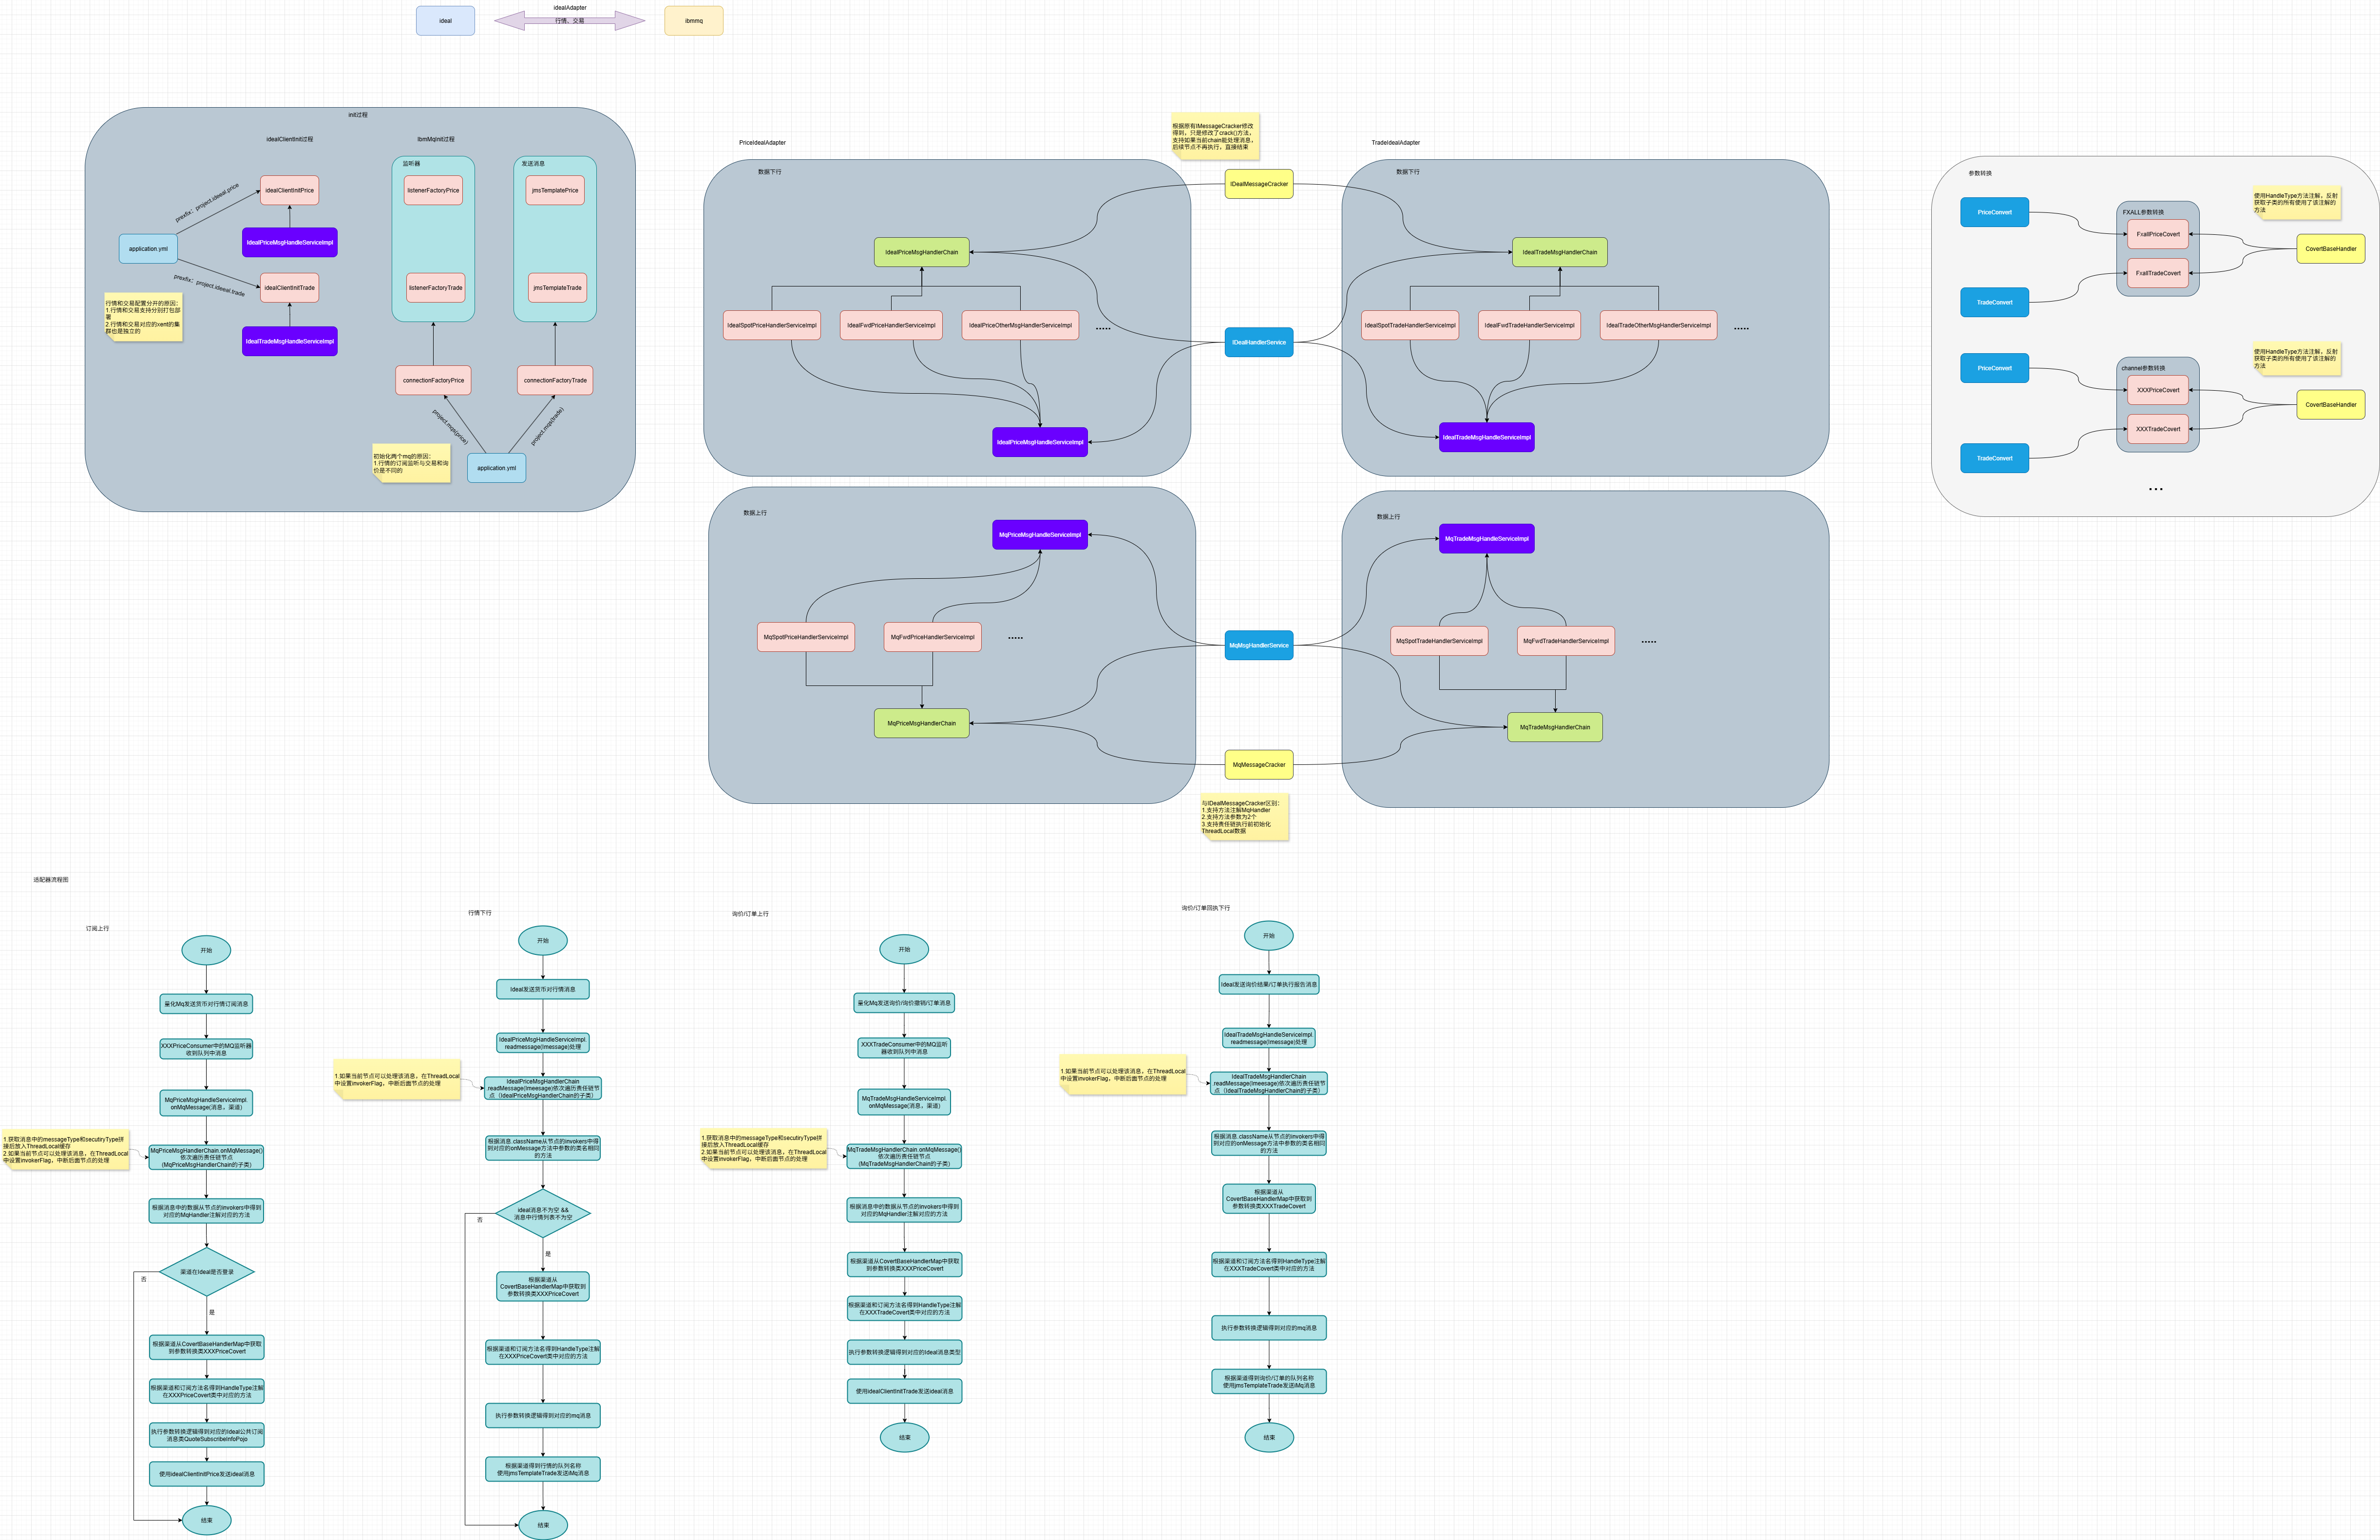 idealAdapter
ideal
行情、交易
ibmmq
init过程
idealClientInit过程
IbmMqInit过程
监听器
发送消息
idealClientInitPrice
listenerFactoryPrice
jmsTemplatePrice
prexfix：project.ideeal.price
IdealPriceMsgHandleServiceImpl
application.yml
prexfix：project.ideeal.trade
idealClientInitTrade
listenerFactoryTrade
jmsTemplateTrade
行情和交易配置分开的原因：
1.行情和交易支持分别打包部
署
2.行情和交易对应的xent的集
群也是独立的
IdealTradeMsgHandleServiceImpl
connectionFactoryPrice
connectionFactoryTrade
project.mqs(price)
project.mqs(trade)
初始化两个mq的原因：
1.行情的订阅监听与交易和询
价是不同的
application.yml
PriceIdealAdapter
数据下行
IdealPriceMsgHandlerChain
IdealSpotPriceHandlerServiceImpl
IdealFwdPriceHandlerServiceImpl
IdealPriceOtherMsgHandlerServiceImpl
.....
IdealPriceMsgHandleServiceImpl
根据原有IMessageCracker修改
得到，只是修改了crack()方法，
支持如果当前chain能处理消息，
后续节点不再执行，直接结束
IDealMessageCracker
IDealHandlerService
TradeIdealAdapter
数据下行
IdealTradeMsgHandlerChain
IdealSpotTradeHandlerServiceImpl
IdealFwdTradeHandlerServiceImpl
IdealTradeOtherMsgHandlerServiceImpl
.....
IdealTradeMsgHandleServiceImpl
数据上行
MqPriceMsgHandleServiceImpl
MqSpotPriceHandlerServiceImpl
MqFwdPriceHandlerServiceImpl
.....
MqPriceMsgHandlerChain
MqMsgHandlerService
MqMessageCracker
与IDealMessageCracker区别：
1.支持方法注解MqHandler
2.支持方法参数为2个
3.支持责任链执行前初始化
ThreadLocal数据
数据上行
MqTradeMsgHandleServiceImpl
MqSpotTradeHandlerServiceImpl
MqFwdTradeHandlerServiceImpl
.....
MqTradeMsgHandlerChain
参数转换
PriceConvert
FXALL参数转换
FxallPriceCovert
FxallTradeCovert
TradeConvert
使用HandleType方法注解，反射
获取子类的所有使用了该注解的
方法
CovertBaseHandler
PriceConvert
channel参数转换
XXXPriceCovert
XXXTradeCovert
TradeConvert
使用HandleType方法注解，反射
获取子类的所有使用了该注解的
方法
CovertBaseHandler
...
适配器流程图
订阅上行
开始
量化Mq发送货币对行情订阅消息
XXXPriceConsumer中的MQ监听器
收到队列中消息
MqPriceMsgHandleServiceImpl.
onMqMessage(消息，渠道)
1.获取消息中的messageType和secutiryType拼
接后放入ThreadLocal缓存
2.如果当前节点可以处理该消息，在ThreadLocal
中设置invokerFlag，中断后面节点的处理
MqPriceMsgHandlerChain.onMqMessage()
依次遍历责任链节点
(MqPriceMsgHandlerChain的子类)
根据消息中的数据从节点的invokers中得到
对应的MqHandler注解对应的方法
渠道在Ideal是否登录
否
是
根据渠道从CovertBaseHandlerMap中获取
到参数转换类XXXPriceCovert
根据渠道和订阅方法名得到HandleType注解
在XXXPriceCovert类中对应的方法
执行参数转换逻辑得到对应的Ideal公共订阅
消息类QuoteSubscribeInfoPojo
使用idealClientInitPrice发送ideal消息
结束
行情下行
开始
Ideal发送货币对行情消息
IdealPriceMsgHandleServiceImpl.
readmessage(Imessage)处理
1.如果当前节点可以处理该消息，在ThreadLocal
中设置invokerFlag，中断后面节点的处理
IdealPriceMsgHandlerChain
.readMessage(Imeesage)依次遍历责任链节
点（IdealPriceMsgHandlerChain的子类）
根据消息.className从节点的invokers中得
到对应的onMessage方法中参数的类名相同
的方法
ideal消息不为空 &&
消息中行情列表不为空
否
是
根据渠道从
CovertBaseHandlerMap中获取到
参数转换类XXXPriceCovert
根据渠道和订阅方法名得到HandleType注解
在XXXPriceCovert类中对应的方法
执行参数转换逻辑得到对应的mq消息
根据渠道得到行情的队列名称
使用jmsTemplateTrade发送iMq消息
结束
询价/订单上行
开始
量化Mq发送询价/询价撤销/订单消息
XXXTradeConsumer中的MQ监听
器收到队列中消息
MqTradeMsgHandleServiceImpl.
onMqMessage(消息，渠道)
1.获取消息中的messageType和secutiryType拼
接后放入ThreadLocal缓存
2.如果当前节点可以处理该消息，在ThreadLocal
中设置invokerFlag，中断后面节点的处理
MqTradeMsgHandlerChain.onMqMessage()
依次遍历责任链节点
(MqTradeMsgHandlerChain的子类)
根据消息中的数据从节点的invokers中得到
对应的MqHandler注解对应的方法
根据渠道从CovertBaseHandlerMap中获取
到参数转换类XXXPriceCovert
根据渠道和订阅方法名得到HandleType注解
在XXXTradeCovert类中对应的方法
执行参数转换逻辑得到对应的Ideal消息类型
使用idealClientInitTrade发送ideal消息
结束
询价/订单回执下行
开始
Ideal发送询价结果/订单执行报告消息
IdealTradeMsgHandleServiceImpl.
readmessage(Imessage)处理
1.如果当前节点可以处理该消息，在ThreadLocal
中设置invokerFlag，中断后面节点的处理
IdealTradeMsgHandlerChain
.readMessage(Imeesage)依次遍历责任链节
点（IdealTradeMsgHandlerChain的子类）
根据消息.className从节点的invokers中得
到对应的onMessage方法中参数的类名相同
的方法
根据渠道从
CovertBaseHandlerMap中获取到
参数转换类XXXTradeCovert
根据渠道和订阅方法名得到HandleType注解
在XXXTradeCovert类中对应的方法
执行参数转换逻辑得到对应的mq消息
根据渠道得到询价/订单的队列名称
使用jmsTemplateTrade发送iMq消息
结束